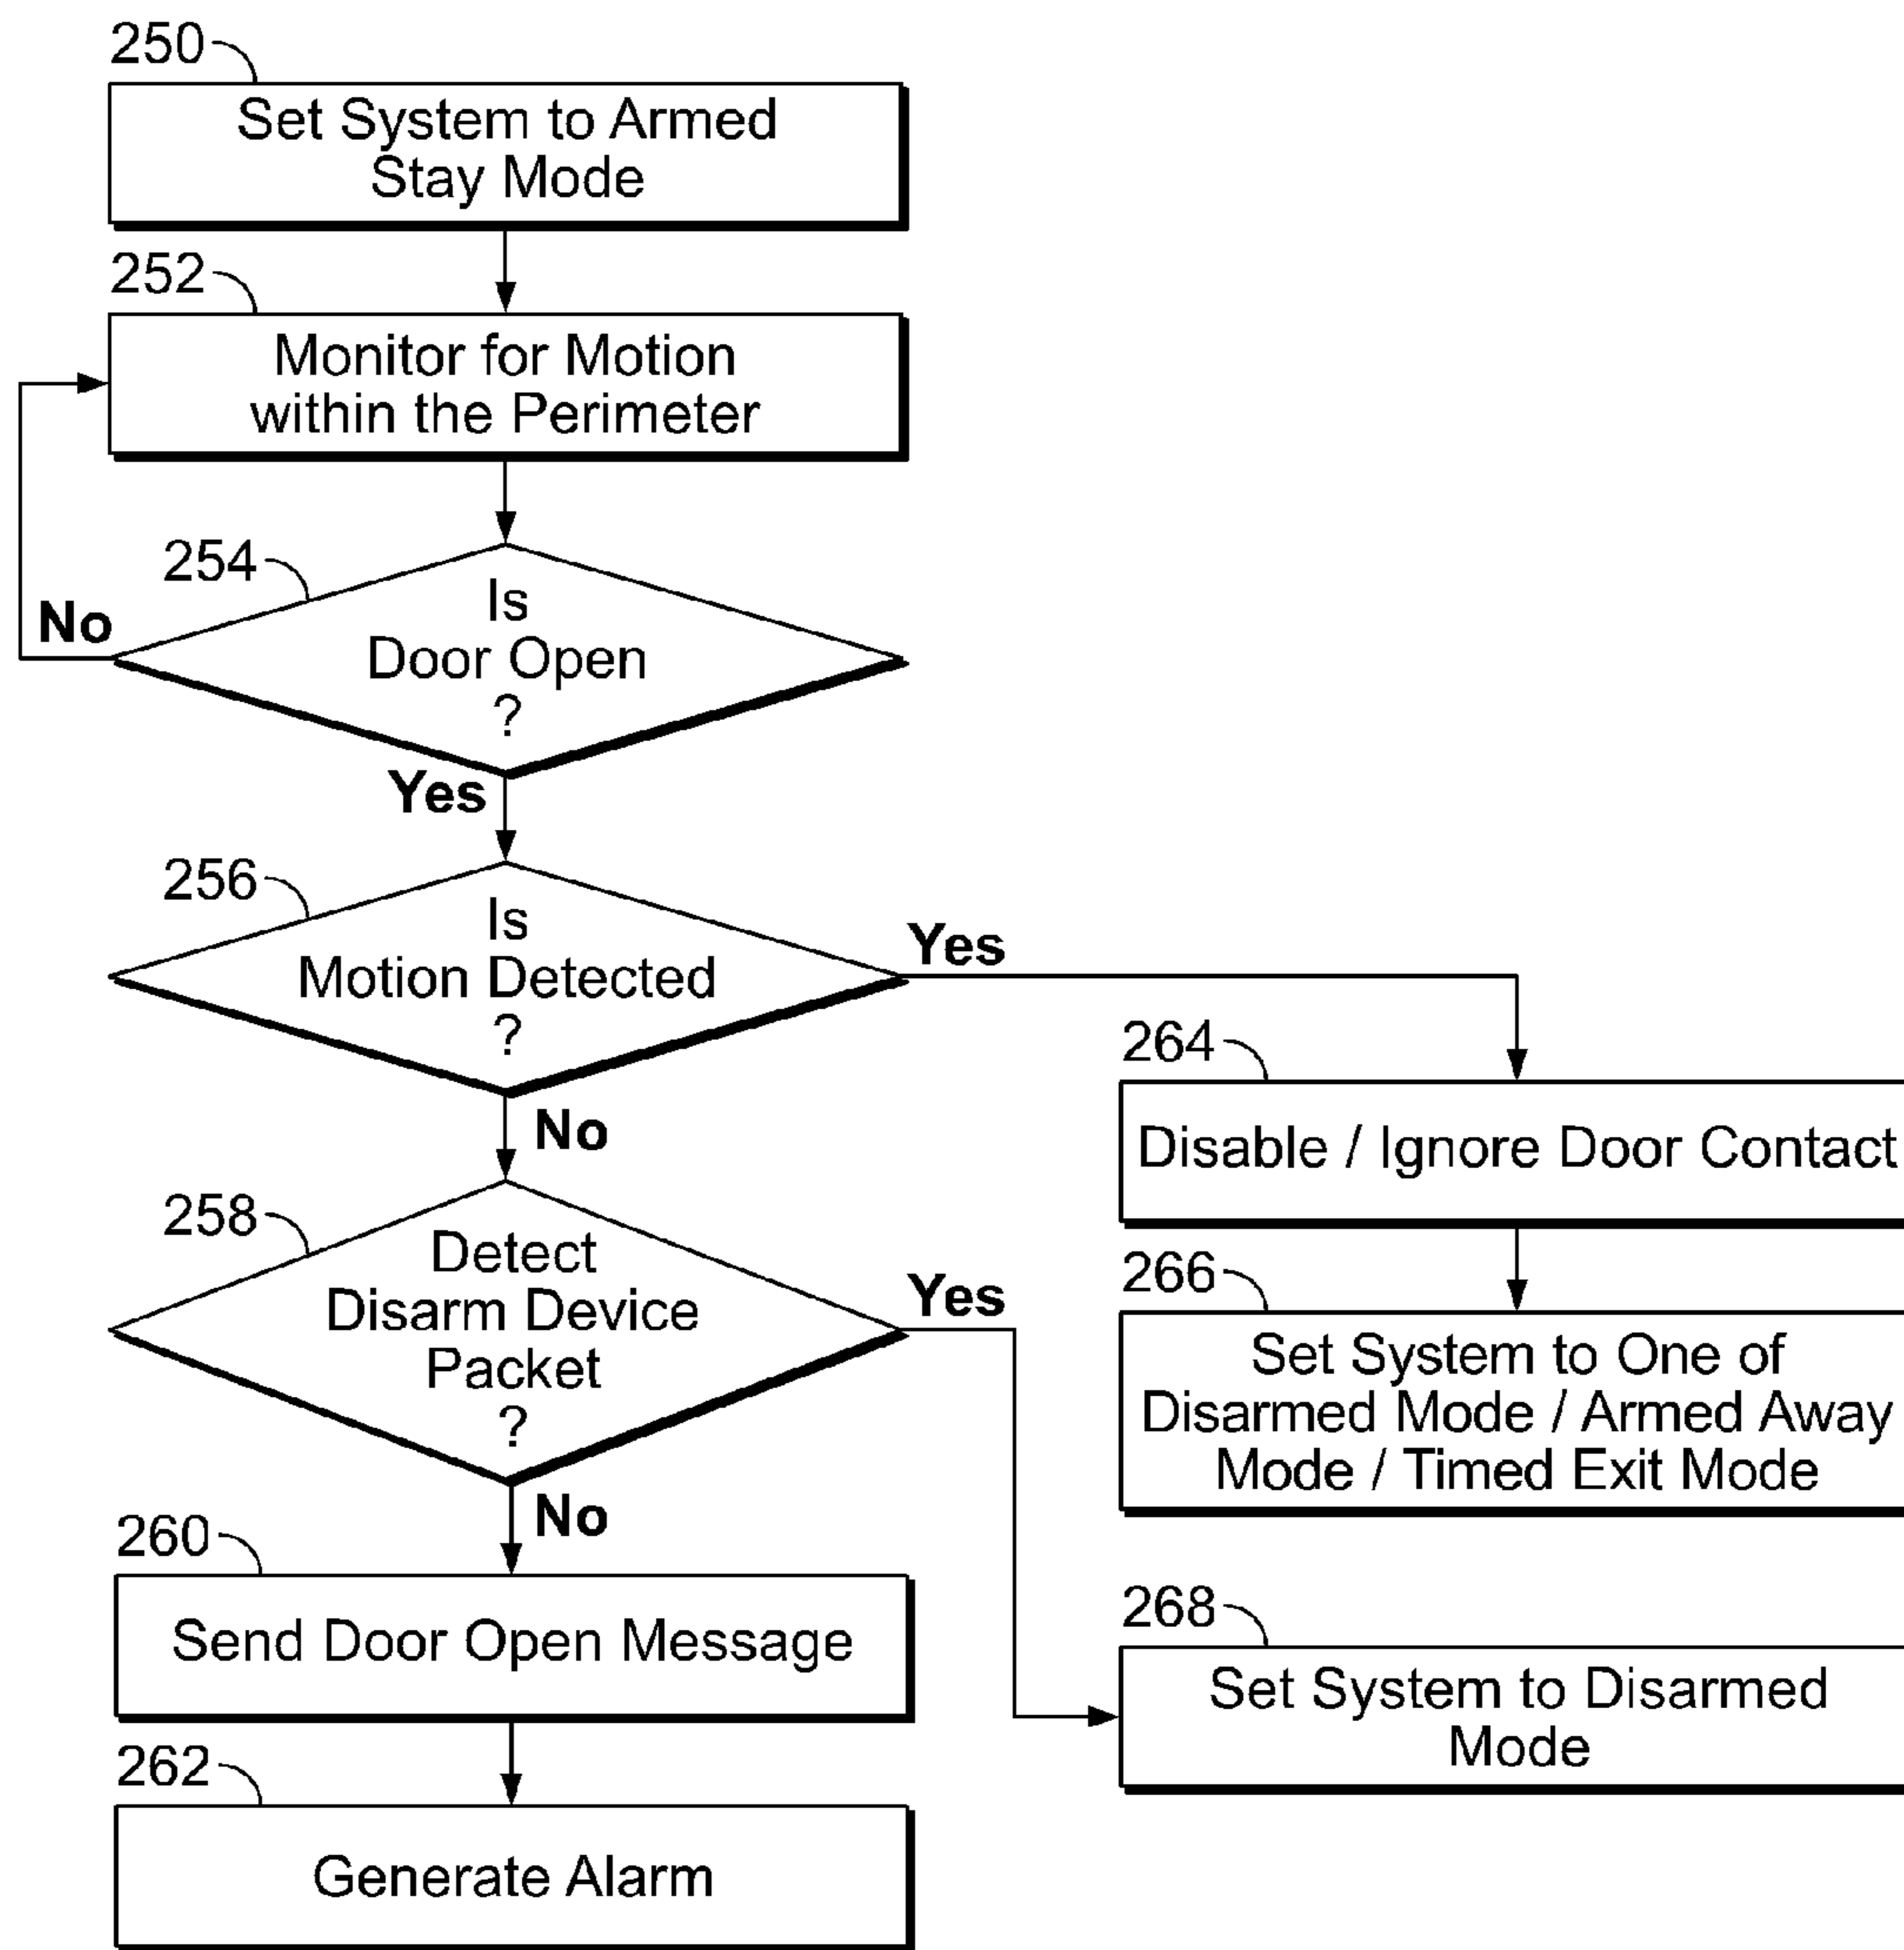 250
Set System to Armed
Stay Mode
252
Monitor for Motion
within the Perimeter
254
Is
Door Open
?
No
Yes
256
Is
Motion Detected
?
Yes
No
258
Detect
Disarm Device
Packet
?
Yes
No
260
Send Door Open Message
262
Generate Alarm
264
Disable / Ignore Door Contact
266
Set System to One of
Disarmed Mode / Armed Away
Mode / Timed Exit Mode
268
Set System to Disarmed
Mode